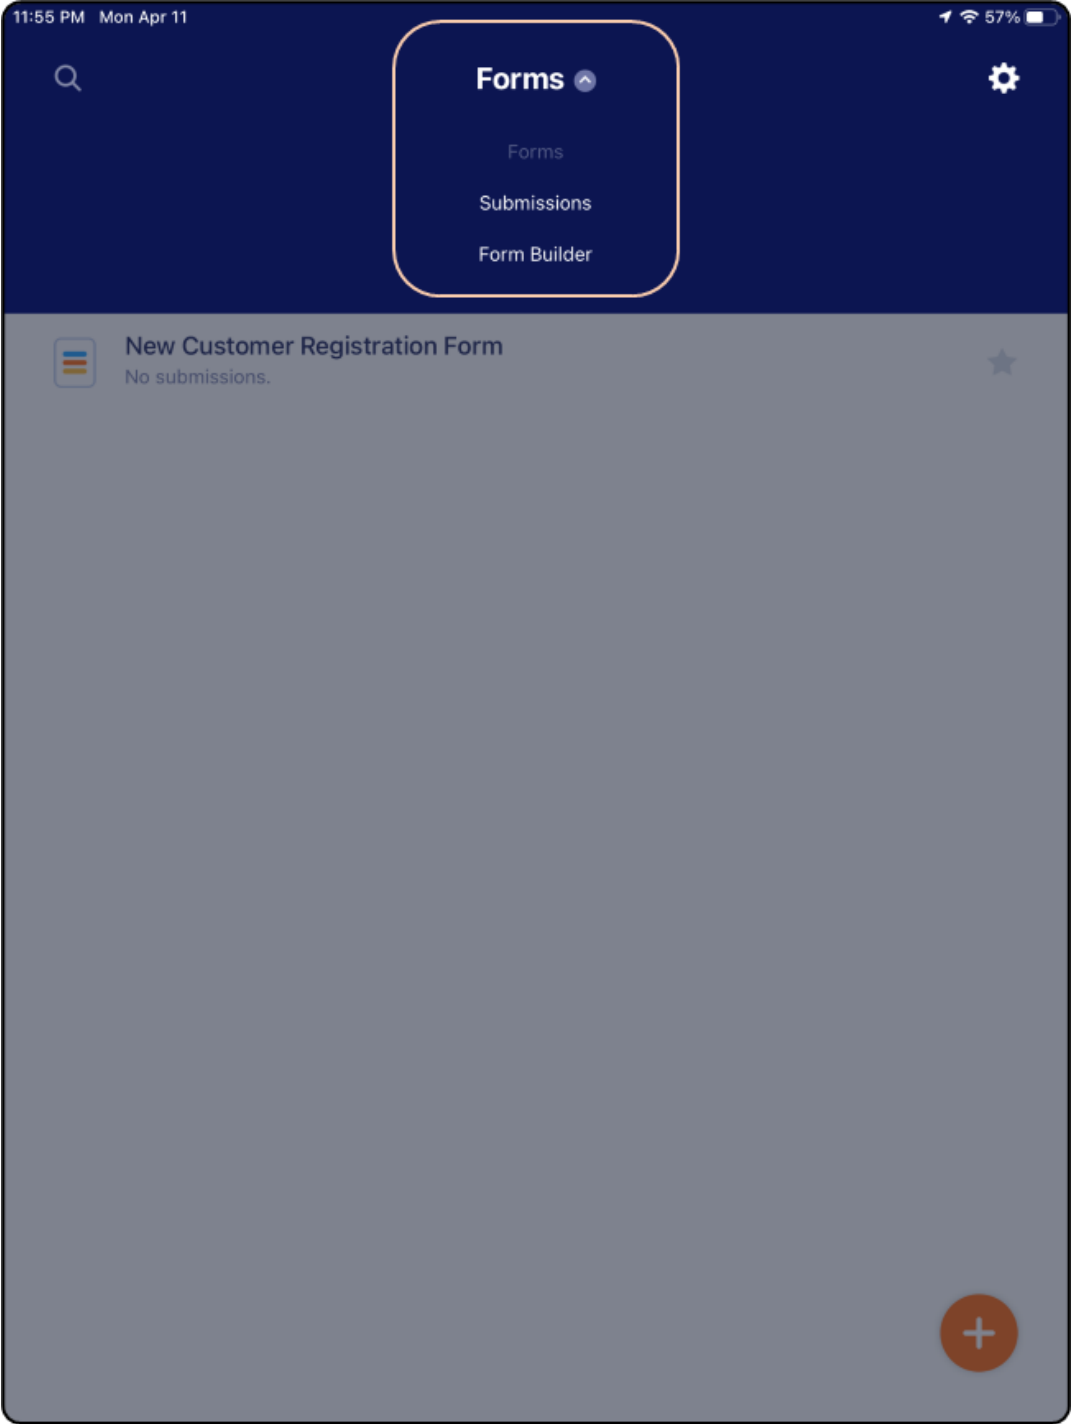 11:55 PM Mon Apr 11
57%
Forms
Forms
Submissions
Form Builder
New Customer Registration Form
No submissions.